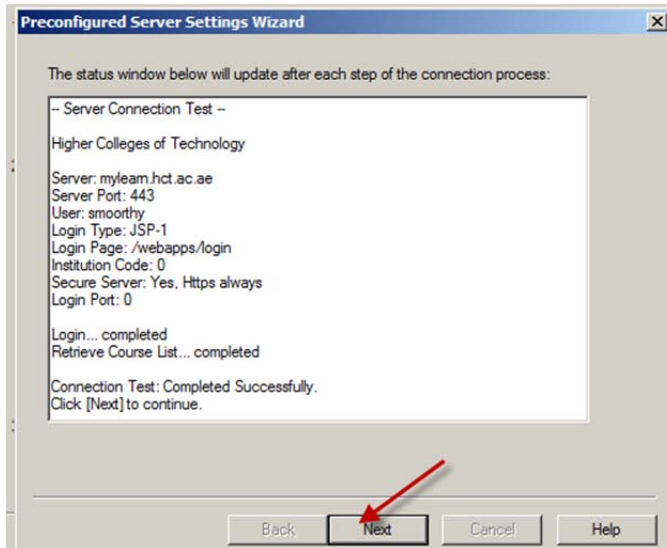 Preconfigured Server Settings Wizard
The status window below will update after each step of the connection process:
-- Server Connection Test --
Higher Colleges of Technology
Server: mylearn.hct.ac.ae
Server Port: 443
User: smoorthy
Login Type: JSP-1
Login Page: /webapps/login
Institution Code: 0
Secure Server: Yes, Https always
Login Port: 0
Login... completed
Retrieve Course List... completed
Connection Test: Completed Successfully.
Click [Next] to continue.
Back Next Cancel Help